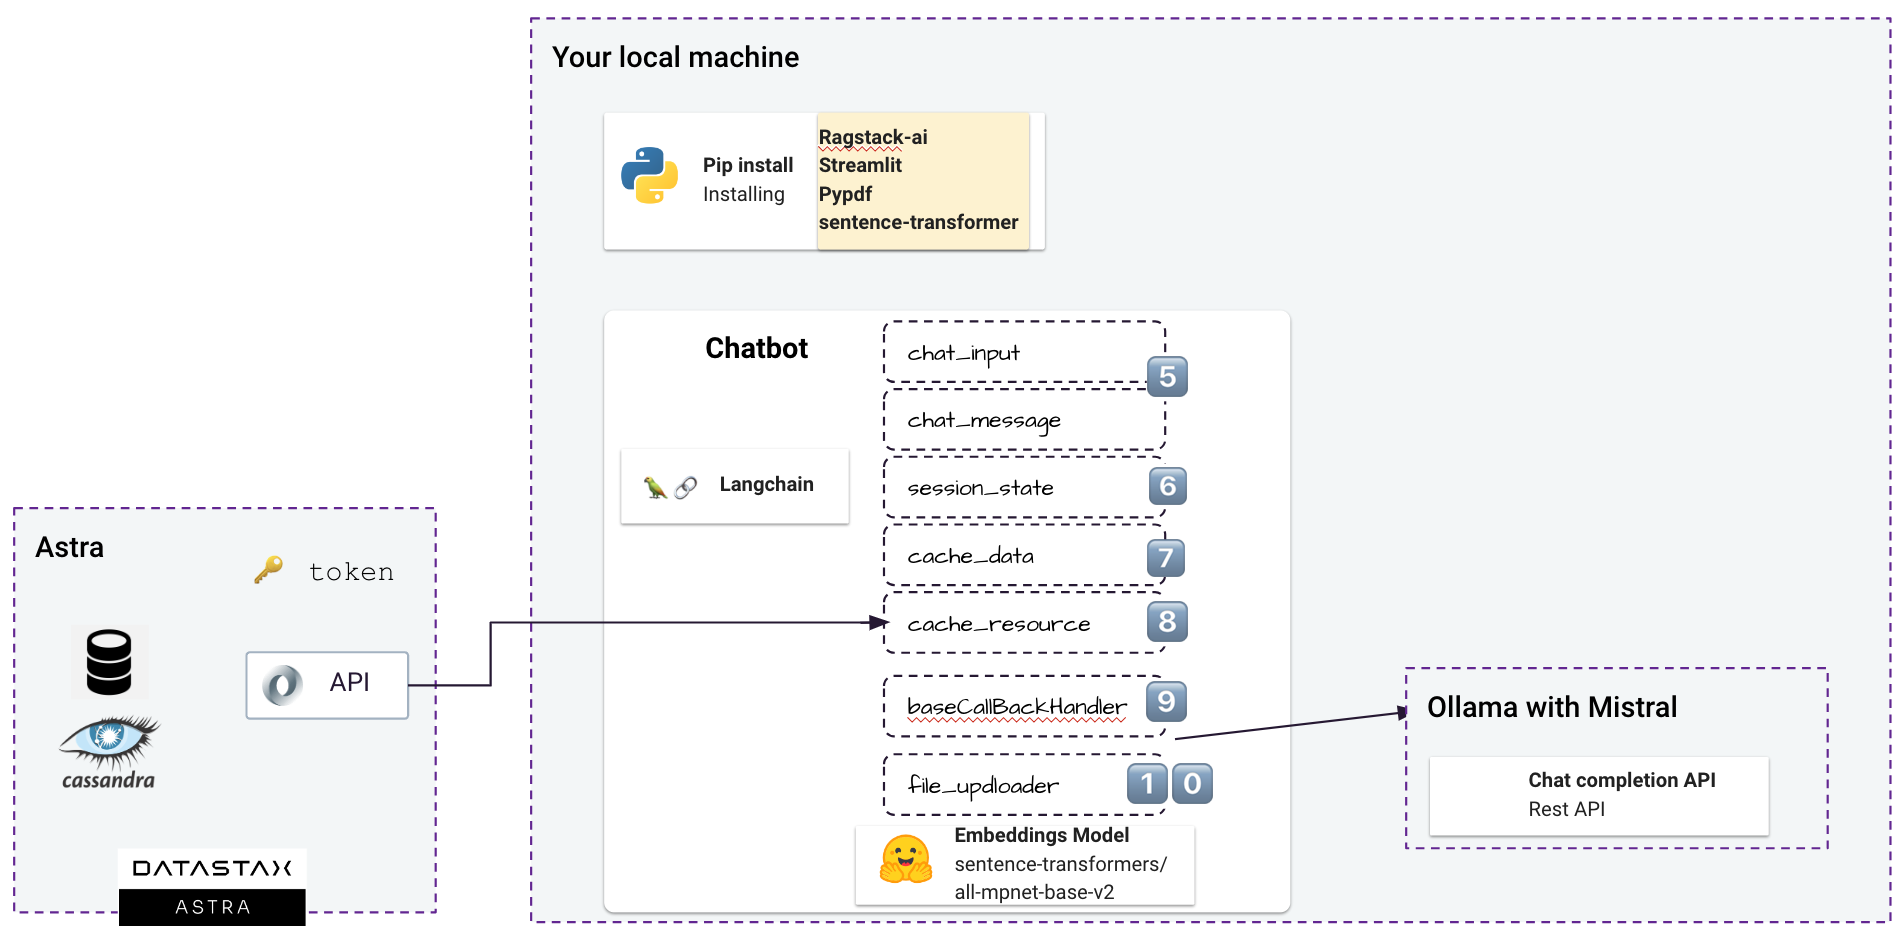 Your local machine
Pip install
Installing
Ragstack-ai
Streamlit
Pypdf
sentence-transformer
Chatbot
chat_input
5
chat_message
Langchain
session_state
6
cache_data
7
cache_resource
8
baseCallBackHandler
9
file_updloader
1 0
Embeddings Model
sentence-transformers/
all-mpnet-base-v2
Astra
token
API
cassandra
DATASTAX
ASTRA
Ollama with Mistral
Chat completion API
Rest API